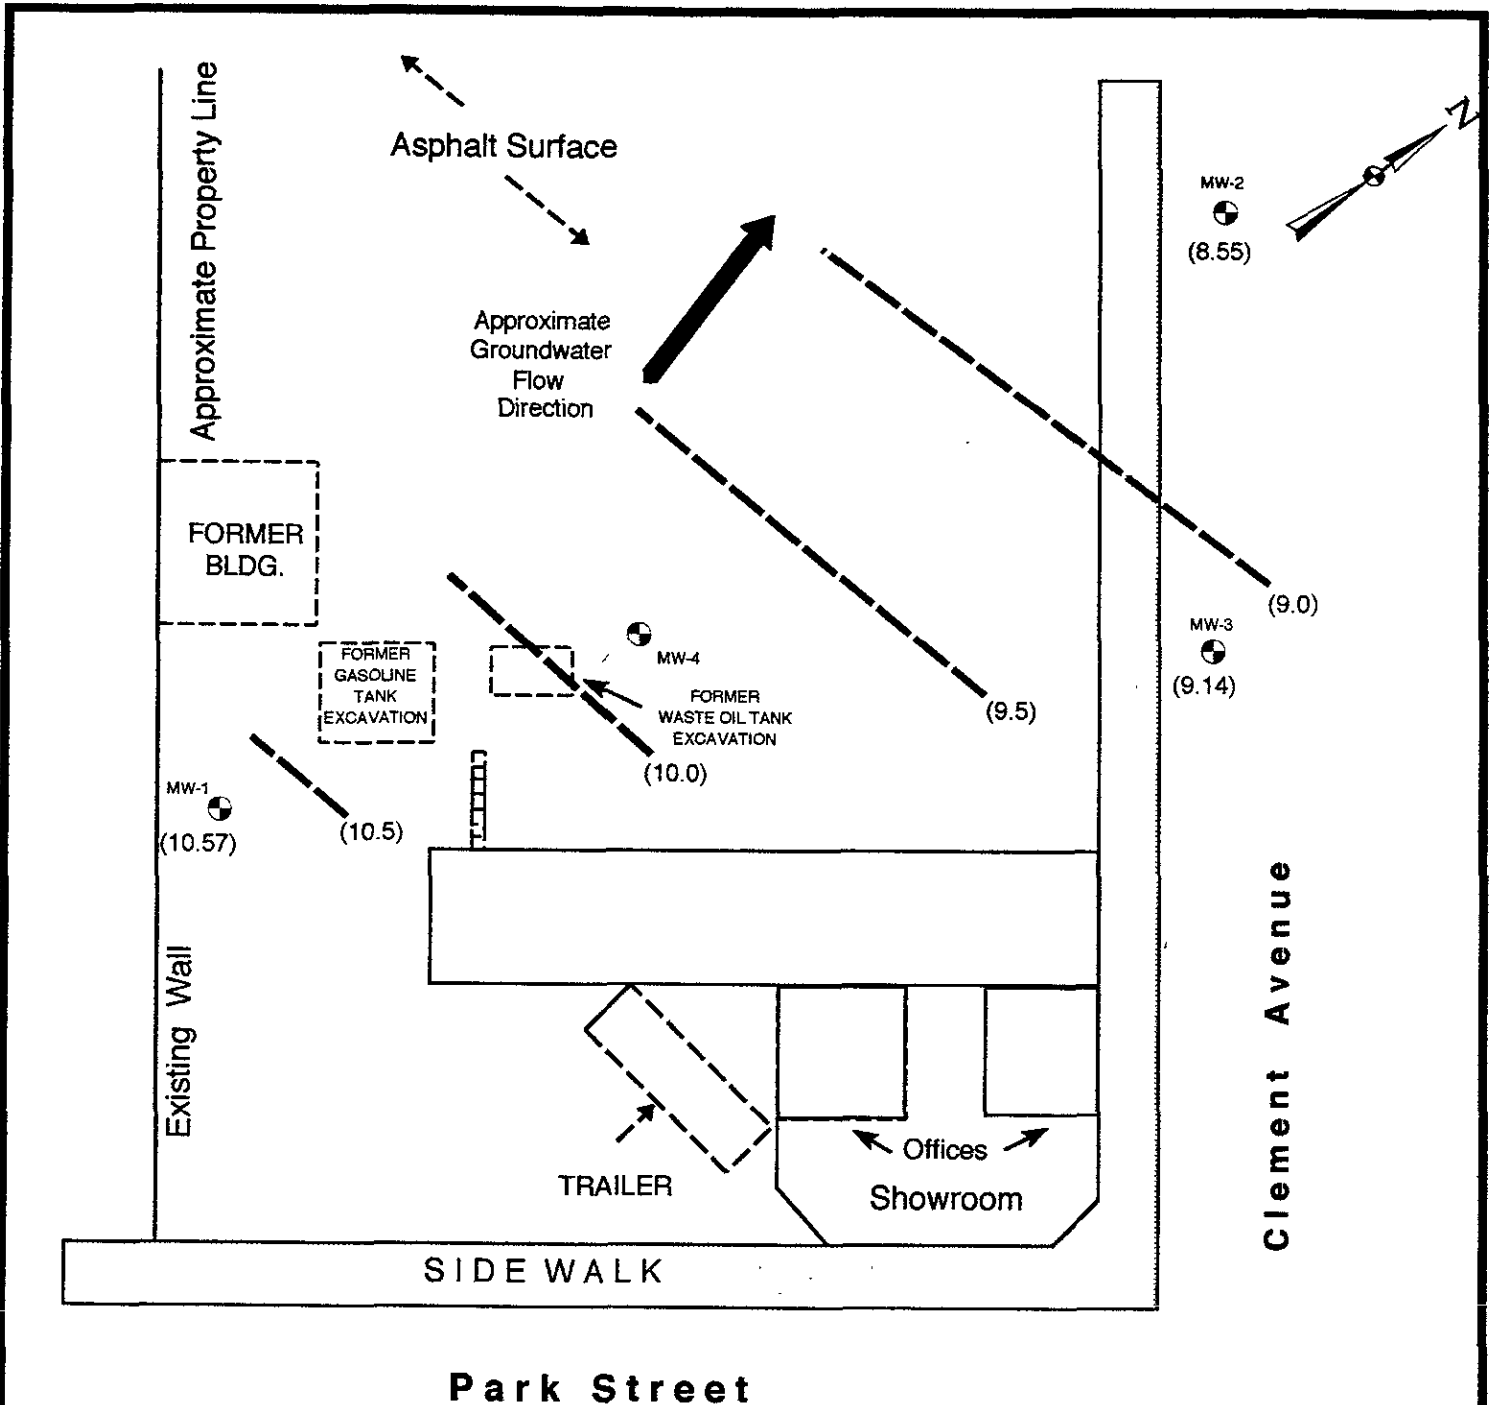 Approximate Property Line
Asphalt Surface
N
MW-2
(8.55)
Approximate
Groundwater
Flow
Direction
FORMER
BLDG.
(9.0)
MW-3
(9.14)
MW-4
FORMER
GASOLINE
TANK
EXCAVATION
FORMER
WASTE OIL TANK
EXCAVATION
(9.5)
(10.0)
MW-1
(10.57)
(10.5)
Existing Wall
Clement Avenue
Offices
TRAILER
Showroom
SIDE WALK
Park Street